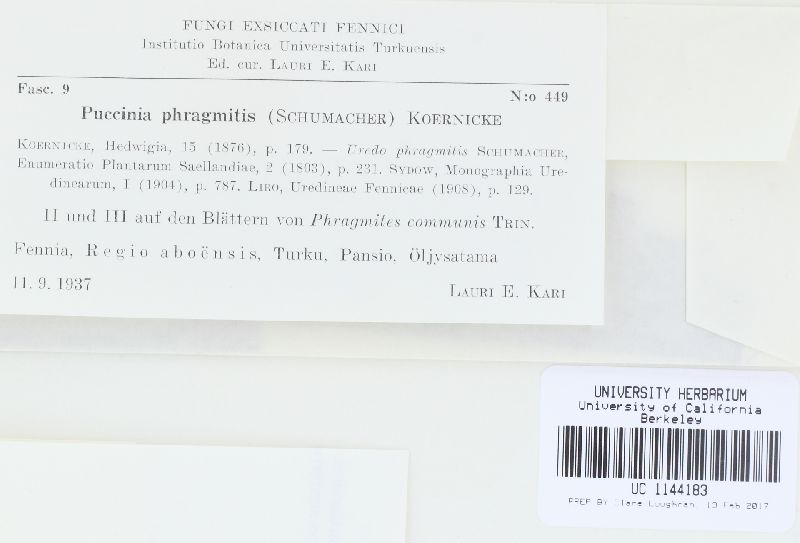 FUNGI EXSICCATI FENNICI
Institutio Botanica Universitatis Turkuensis
Ed. cur. LAURI E. KARI
Fasc. 9
N:o 449
Puccinia phragmitis (SCHUMACHER) KOERNICKE
KOERNICKE, Hedwigia, 15 (1876), p. 179. — Uredo phragmitis SCHUMACHER,
Enumeratio Plantarum Saellandiae, 2 (1803), p. 231. SYDOW, Monographia Ure-
dinearum, I (1904), p. 787. LIRO, Uredineae Fennicae (1908), p. 129.
II und III auf den Blättern von Phragmites communis TRIN.
Fennia, Regio aboënsis, Turku, Pansio, Öljysatama
11. 9. 1937
LAURI E. KARI
UNIVERSITY HERBARIUM
University of California
Berkeley
UC 1144183
PREP BY Clare Loughran, 13 Feb 2017